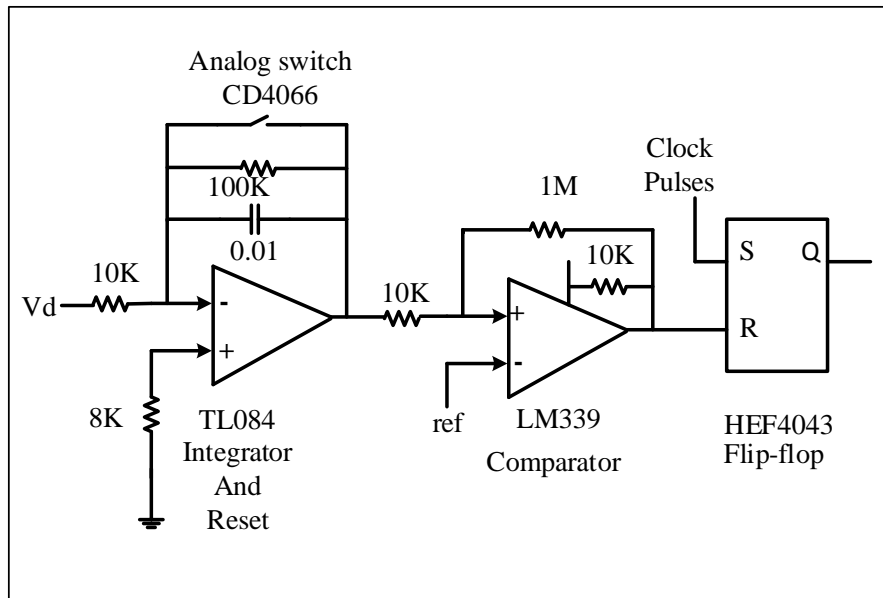 Analog switch
CD4066
100K
0.01
10K
Vd
-
+
8K
TL084
Integrator
And
Reset
10K
1M
10K
+
-
ref
LM339
Comparator
Clock
Pulses
S
Q
R
HEF4043
Flip-flop